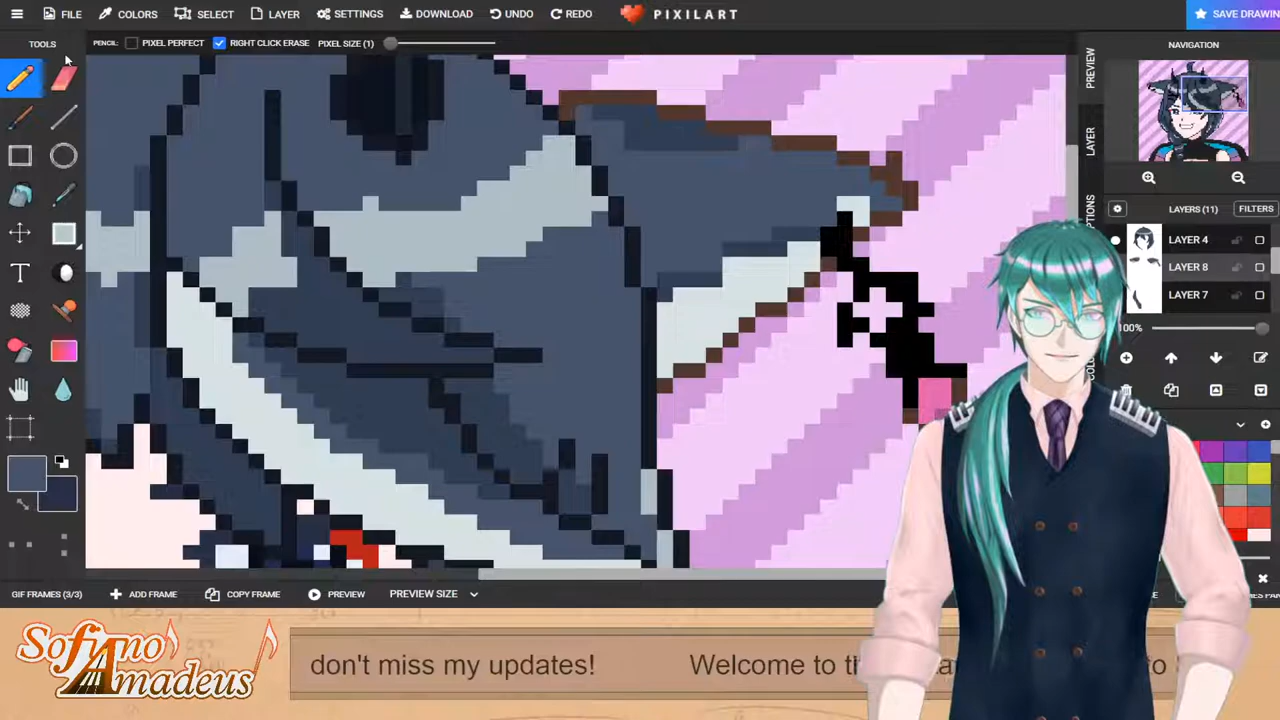 FILE COLORS SELECT LAYER SETTINGS DOWNLOAD UNDO REDO PIXILART SAVE DRAWIN
TOOLS PENCIL: PIXEL PERFECT RIGHT CLICK ERASE PIXEL SIZE (1) NAVIGATION
PREVIEW
LAYER
LAYERS (11) FILTERS
LAYER 4
LAYER 8
LAYER 7
100%
GIF FRAMES (3/3) ADD FRAME COPY FRAME PREVIEW PREVIEW SIZE
Sofiano
Amadeus
don't miss my updates! Welcome to